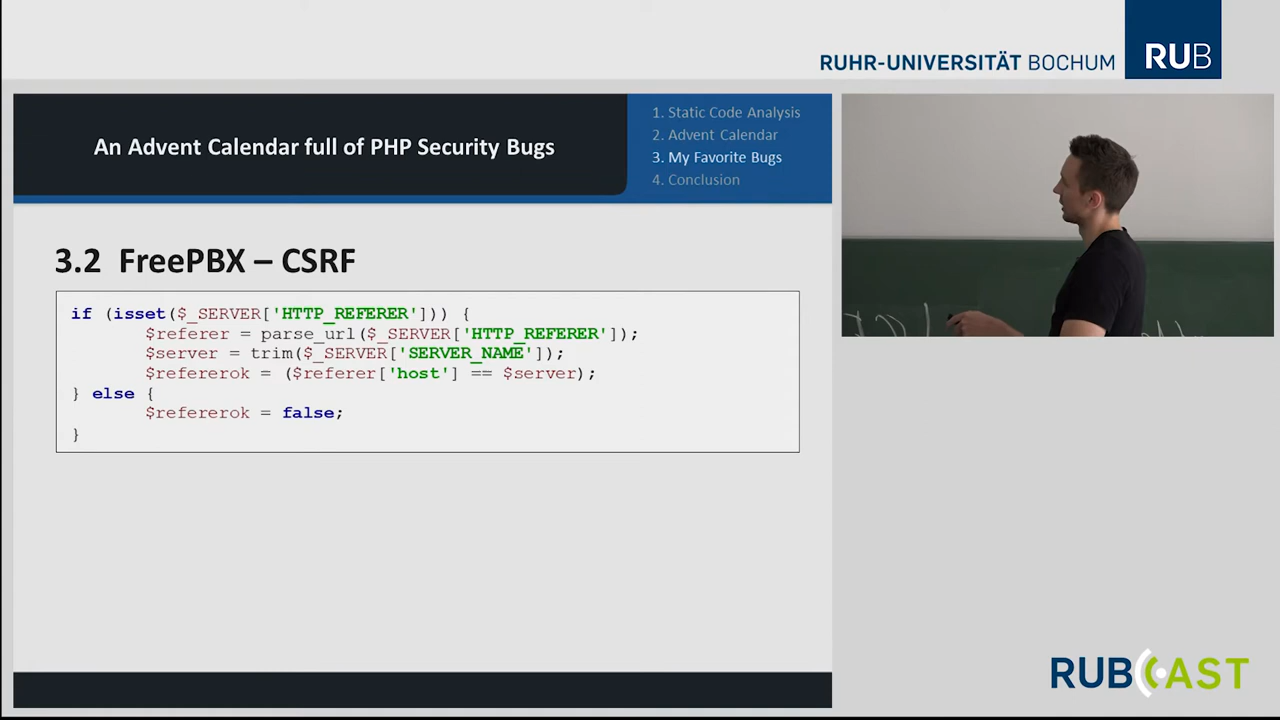 RUHR-UNIVERSITÄT BOCHUM
RUB
An Advent Calendar full of PHP Security Bugs
1. Static Code Analysis
2. Advent Calendar
3. My Favorite Bugs
4. Conclusion
3.2 FreePBX – CSRF
if (isset($_SERVER['HTTP_REFERER'])) {
$referer = parse_url($_SERVER['HTTP_REFERER']);
$server = trim($_SERVER['SERVER_NAME']);
$refererok = ($referer['host'] == $server);
} else {
$refererok = false;
}
RUBCAST